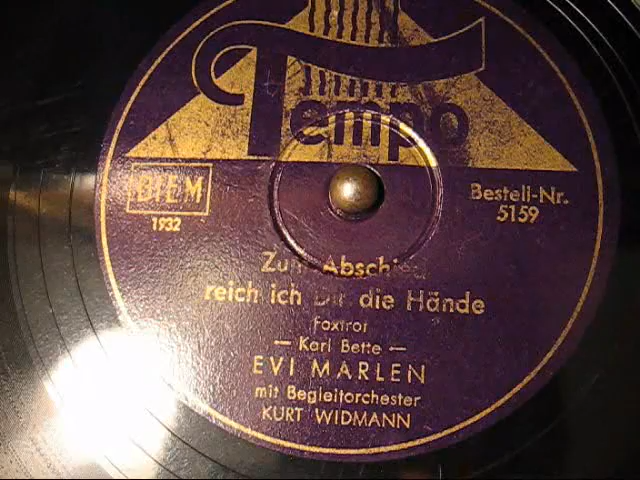 Tempo
BIEM
1932
Bestell-Nr.
5159
Zum Abschied
reich ich Dir die Hände
Foxtrot
— Karl Bette —
EVI MARLEN
mit Begleitorchester
KURT WIDMANN